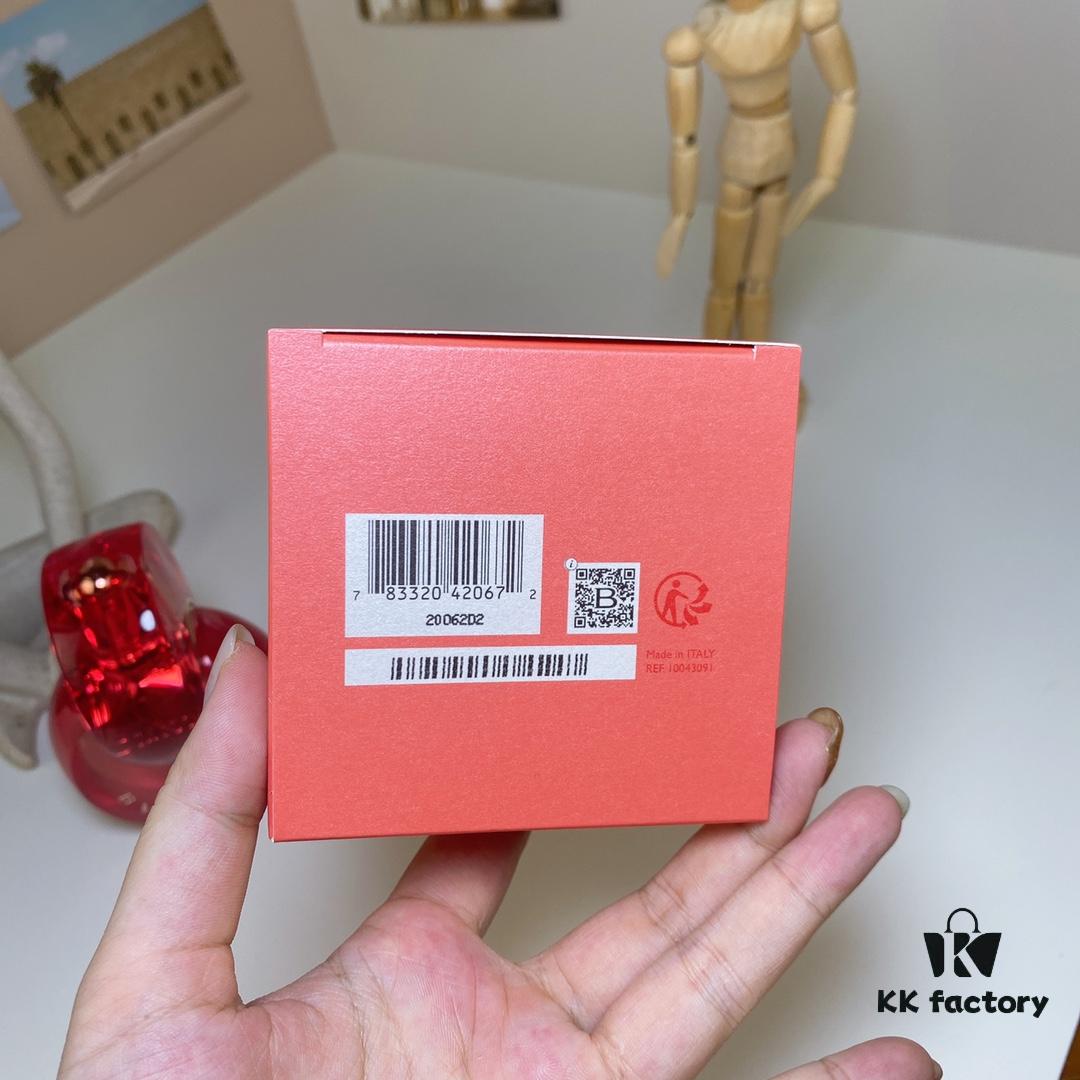 7 83320 42067 2
20062D2
i
B
Made in ITALY
REF. 10043091
K
KK factory